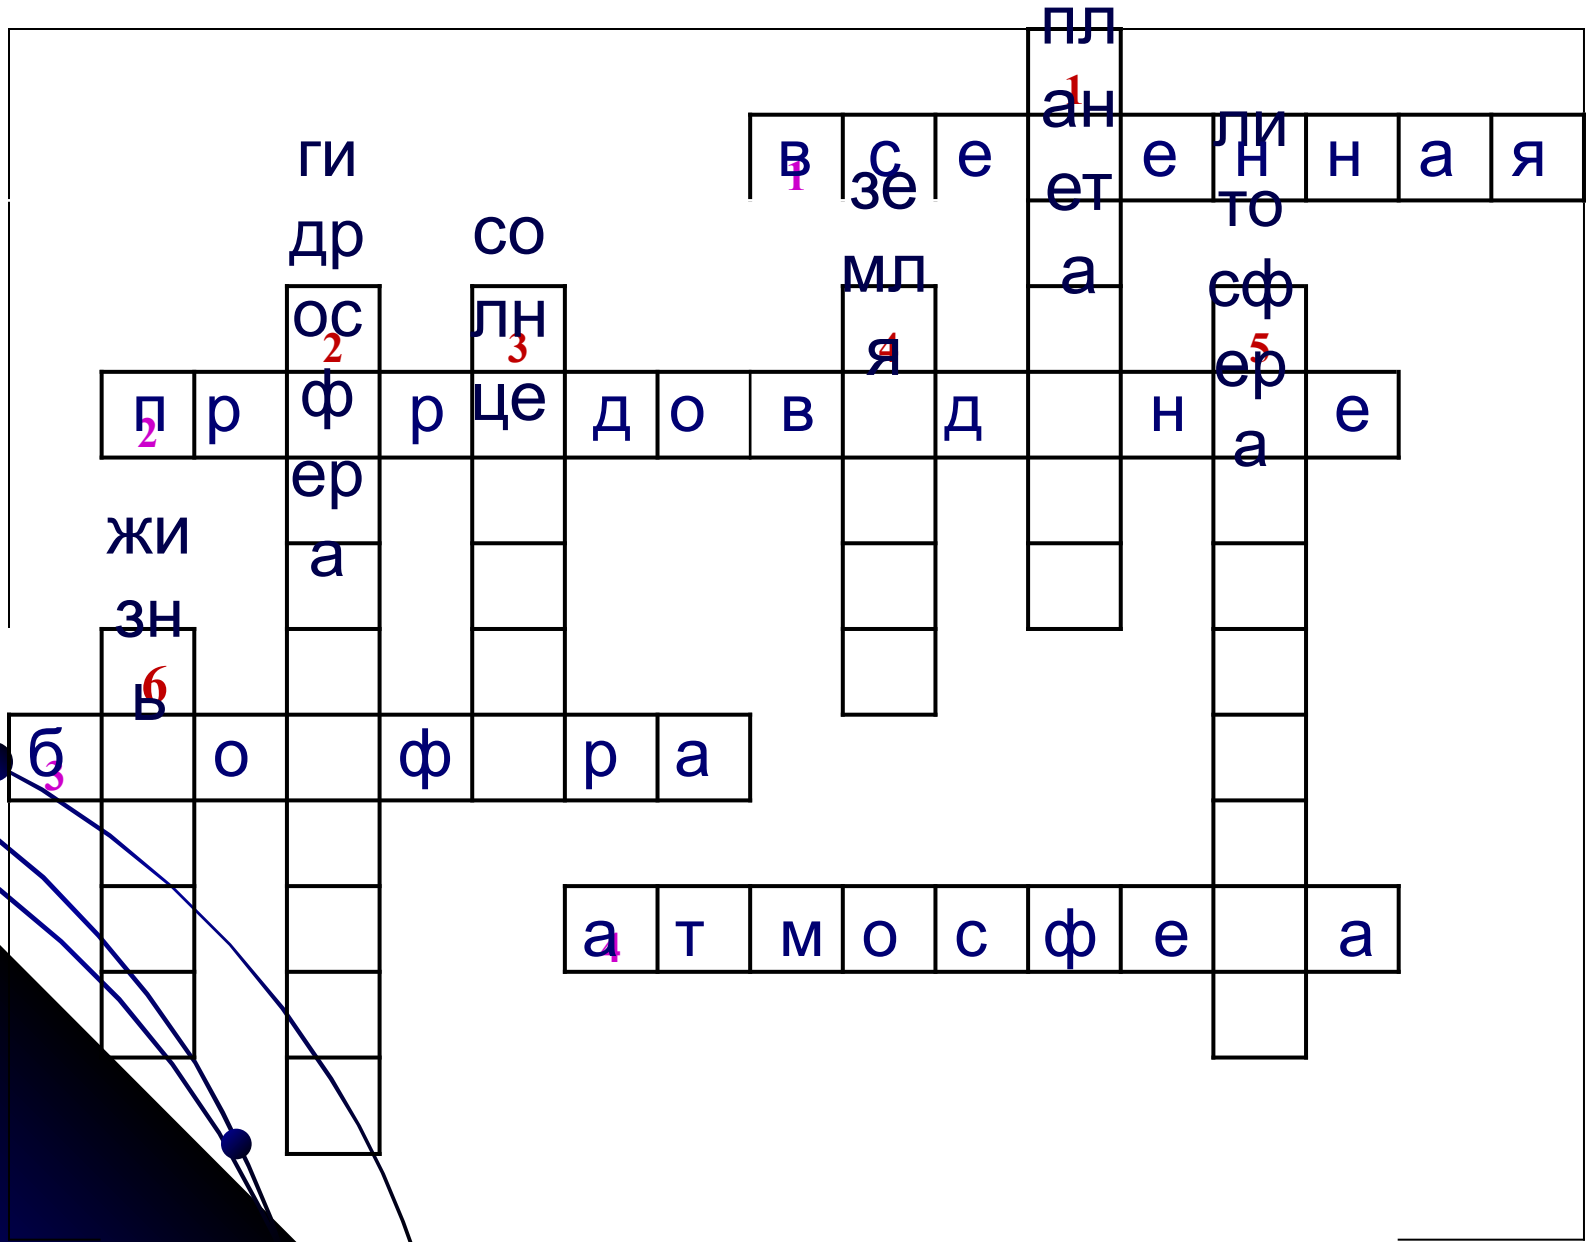 пл
ан
ет
а
1
ги
др
ос
ф
ер
а
2
со
лн
це
3
зе
мл
я
4
ли
то
сф
ер
а
5
жи
зн
ь
6
в с е е н н а я
1
п р р д о в д н е
2
б о ф р а
3
а т м о с ф е а
4